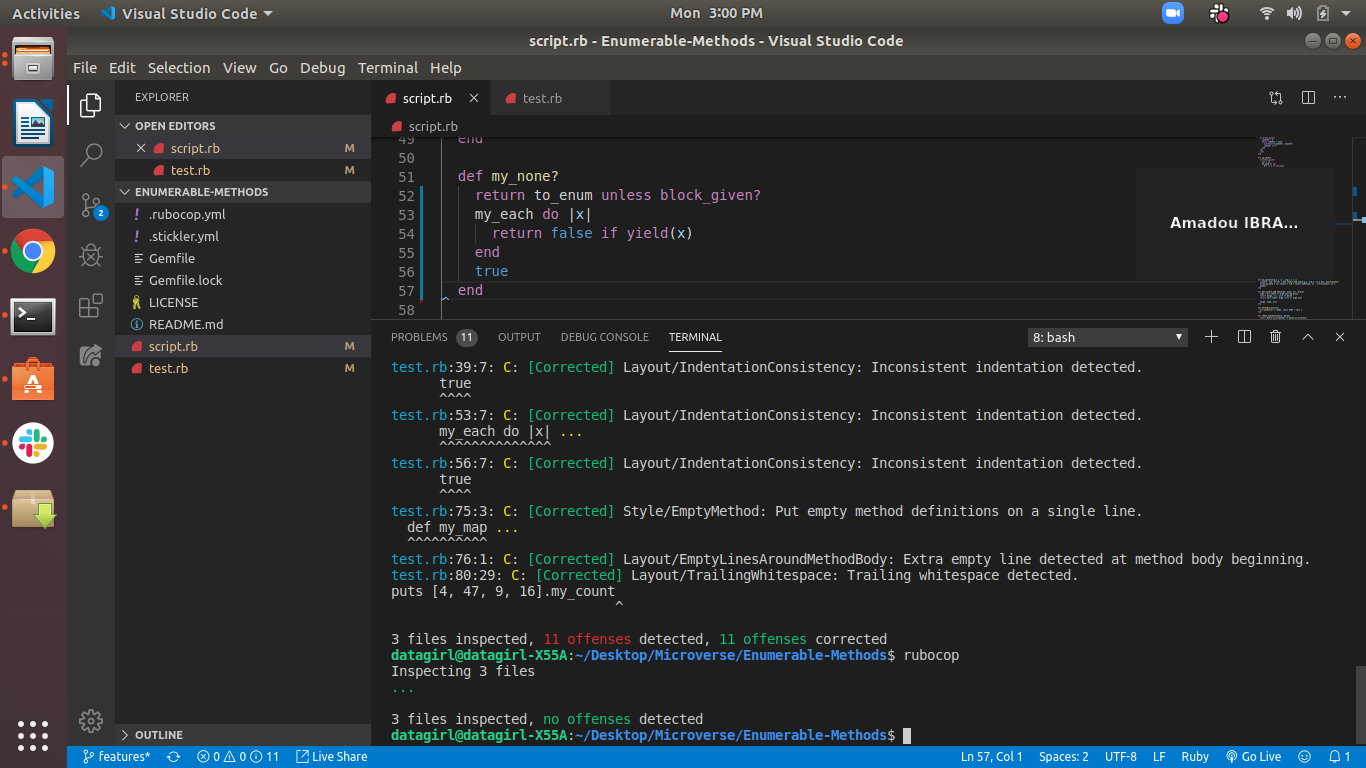 Activities Visual Studio Code Mon 3:00 PM
script.rb - Enumerable-Methods - Visual Studio Code
File Edit Selection View Go Debug Terminal Help
EXPLORER
OPEN EDITORS
script.rb M
test.rb M
ENUMERABLE-METHODS
! .rubocop.yml
! .stickler.yml
Gemfile
Gemfile.lock
LICENSE
README.md
script.rb M
test.rb M
OUTLINE
2
script.rb test.rb
script.rb
49 end
50
51 def my_none?
52 return to_enum unless block_given?
53 my_each do |x|
54 return false if yield(x)
55 end
56 true
57 end
58
Amadou IBRA...
PROBLEMS 11 OUTPUT DEBUG CONSOLE TERMINAL 8: bash
test.rb:39:7: C: [Corrected] Layout/IndentationConsistency: Inconsistent indentation detected.
true
^^^^
test.rb:53:7: C: [Corrected] Layout/IndentationConsistency: Inconsistent indentation detected.
my_each do |x| ...
^^^^^^^^^^^^^^
test.rb:56:7: C: [Corrected] Layout/IndentationConsistency: Inconsistent indentation detected.
true
^^^^
test.rb:75:3: C: [Corrected] Style/EmptyMethod: Put empty method definitions on a single line.
def my_map ...
^^^^^^^^^^
test.rb:76:1: C: [Corrected] Layout/EmptyLinesAroundMethodBody: Extra empty line detected at method body beginning.
test.rb:80:29: C: [Corrected] Layout/TrailingWhitespace: Trailing whitespace detected.
puts [4, 47, 9, 16].my_count
^
3 files inspected, 11 offenses detected, 11 offenses corrected
datagirl@datagirl-X55A:~/Desktop/Microverse/Enumerable-Methods$ rubocop
Inspecting 3 files
...
3 files inspected, no offenses detected
datagirl@datagirl-X55A:~/Desktop/Microverse/Enumerable-Methods$
features* 0 0 11 Live Share Ln 57, Col 1 Spaces: 2 UTF-8 LF Ruby Go Live 1